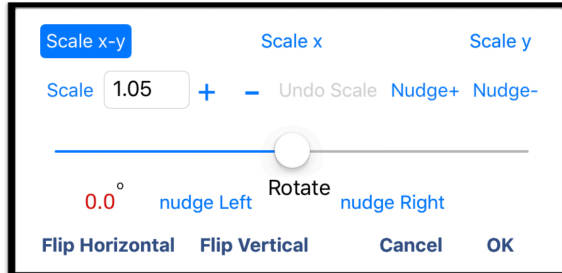 Scale x-y Scale x Scale y
Scale 1.05 + - Undo Scale Nudge+ Nudge-
Rotate
0.0° nudge Left nudge Right
Flip Horizontal Flip Vertical Cancel OK